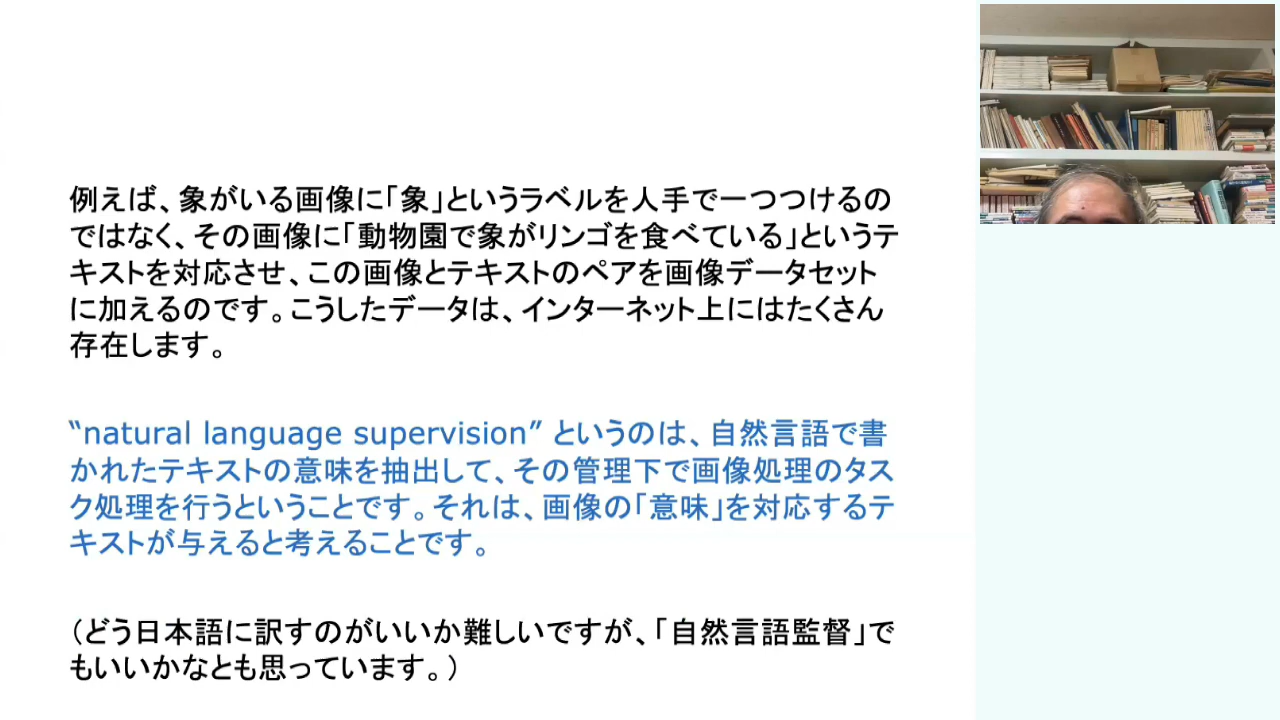 例えば、象がいる画像に「象」というラベルを人手で一つつけるの
ではなく、その画像に「動物園で象がリンゴを食べている」というテ
キストを対応させ、この画像とテキストのペアを画像データセット
に加えるのです。こうしたデータは、インターネット上にはたくさん
存在します。
“natural language supervision” というのは、自然言語で書
かれたテキストの意味を抽出して、その管理下で画像処理のタス
ク処理を行うということです。それは、画像の「意味」を対応するテ
キストが与えると考えることです。
（どう日本語に訳すのがいいか難しいですが、「自然言語監督」で
もいいかなとも思っています。）